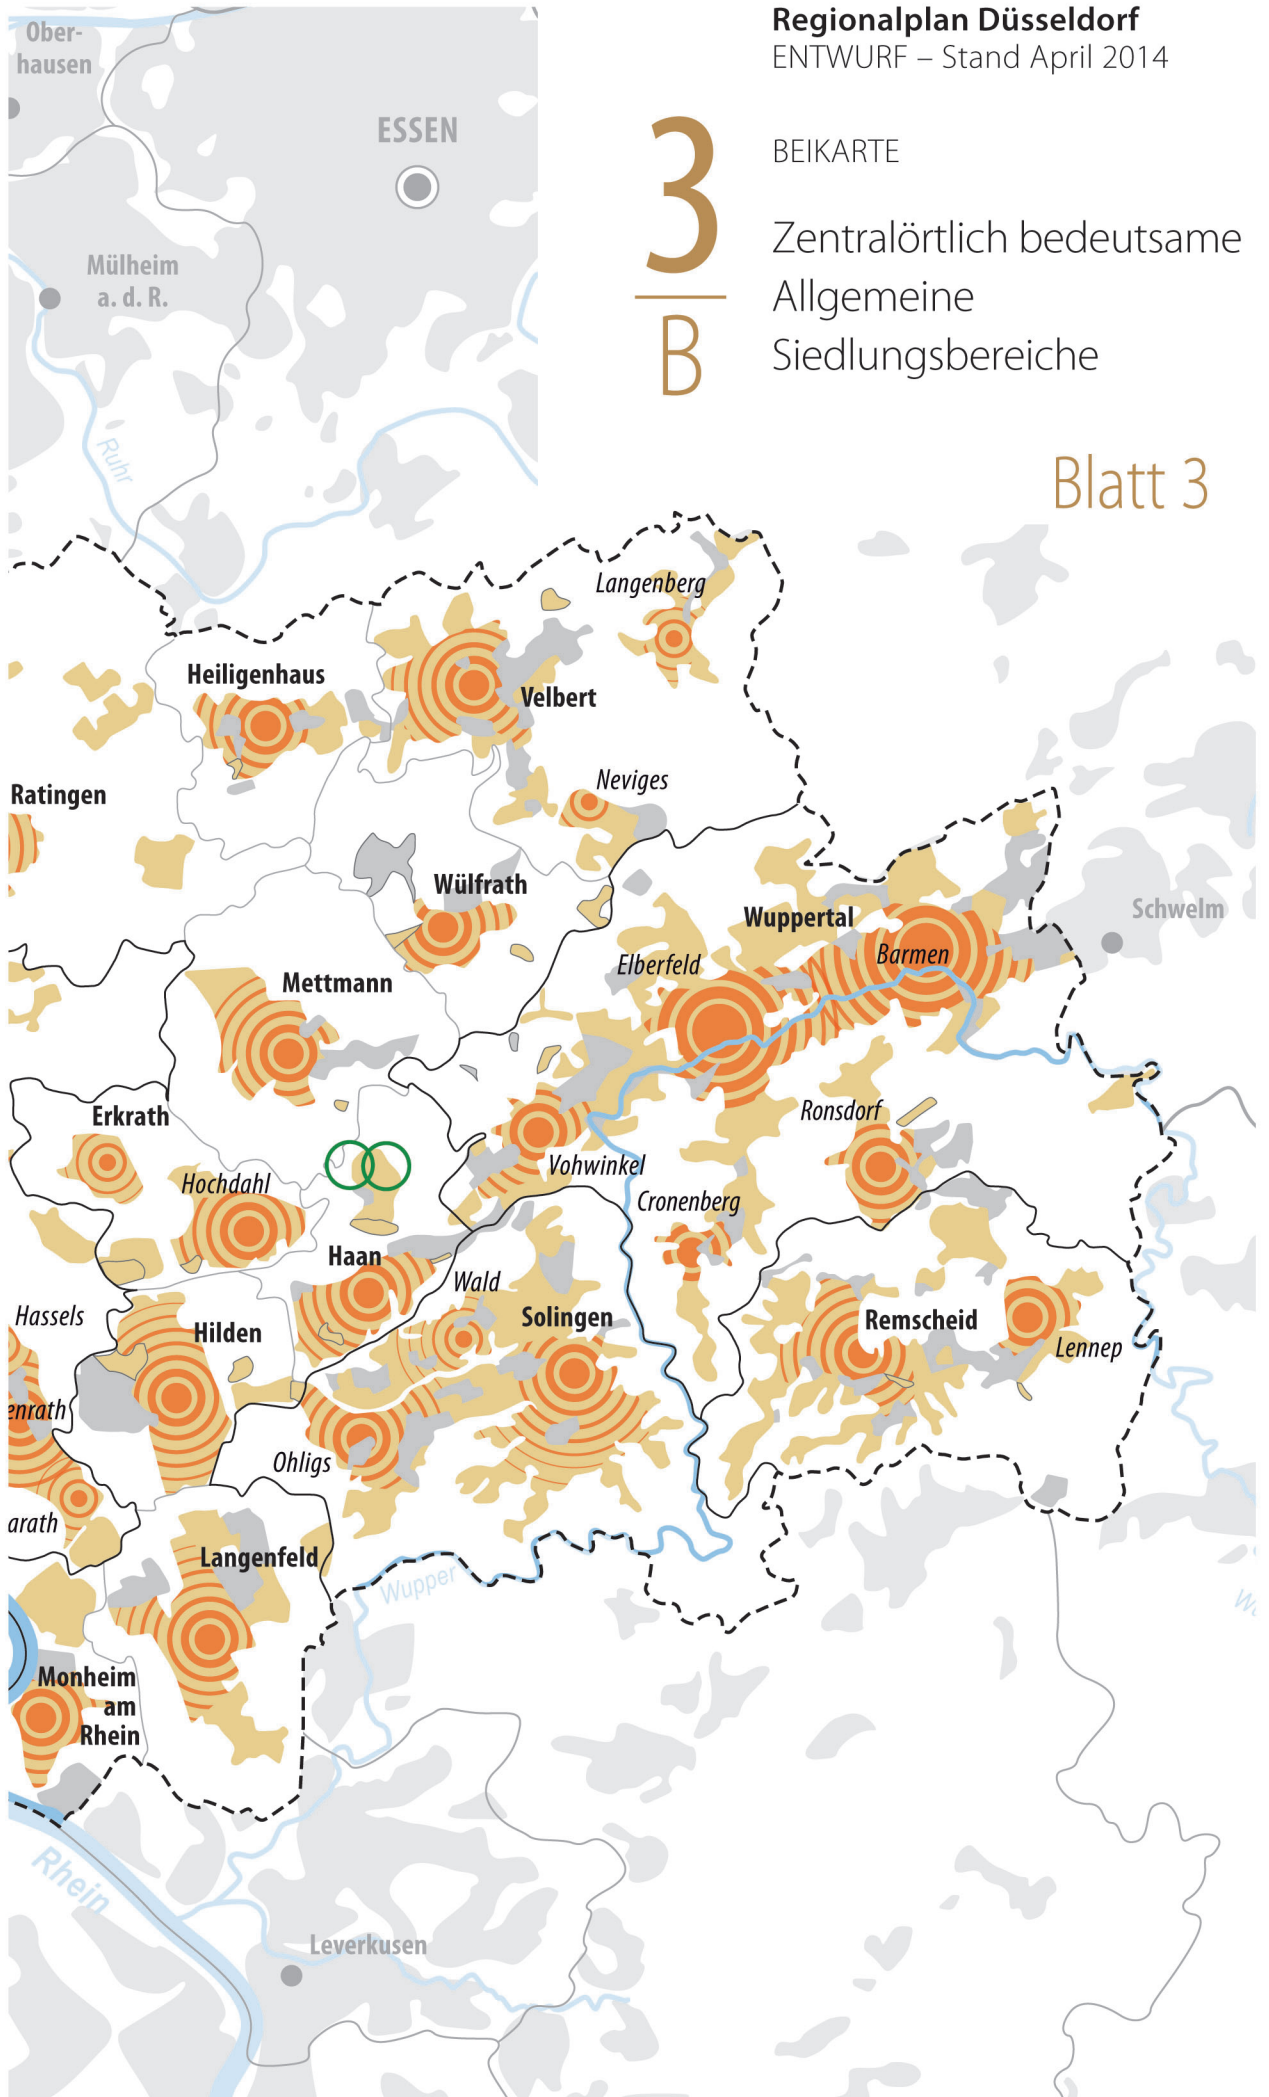 Regionalplan Düsseldorf
ENTWURF – Stand April 2014
3
B
BEIKARTE
Zentralörtlich bedeutsame
Allgemeine
Siedlungsbereiche
Blatt 3
Ober-
hausen
ESSEN
Mülheim
a. d. R.
Ruhr
Langenberg
Heiligenhaus
Velbert
Neviges
Ratingen
Wülfrath
Wuppertal
Schwelm
Barmen
Elberfeld
Mettmann
Erkrath
Ronsdorf
Vohwinkel
Hochdahl
Cronenberg
Haan
Wald
Hassels
Solingen
Remscheid
Hilden
Lennep
enrath
Ohligs
arath
Langenfeld
Wupper
Monheim
am
Rhein
Rhein
Leverkusen